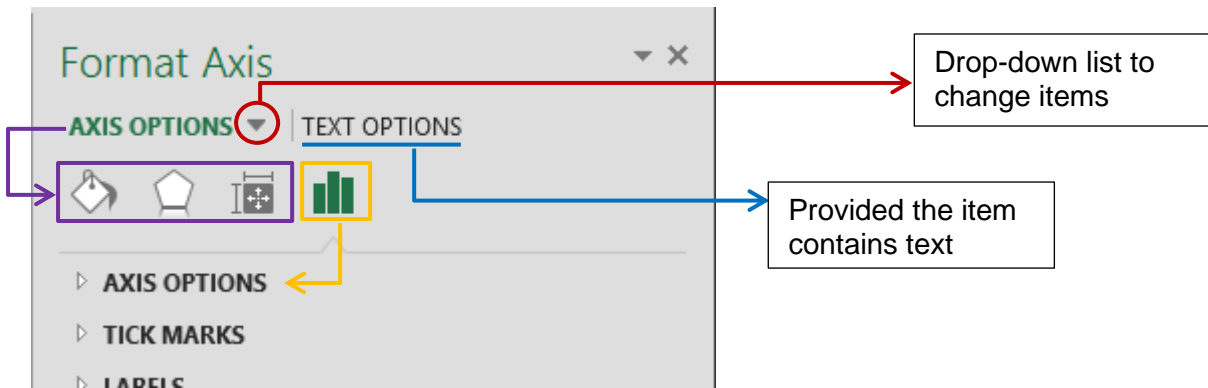 Format Axis
Drop-down list to
change items
AXIS OPTIONS
TEXT OPTIONS
Provided the item
contains text
AXIS OPTIONS
TICK MARKS
LABELS